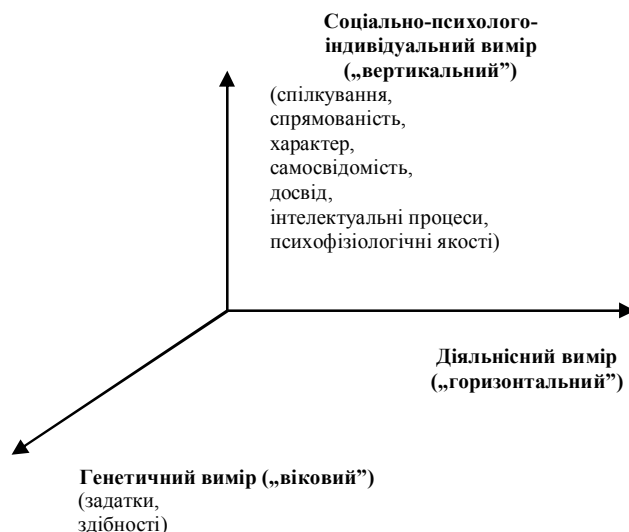 Соціально-психолого-
індивідуальний вимір
(„вертикальний”)
(спілкування,
спрямованість,
характер,
самосвідомість,
досвід,
інтелектуальні процеси,
психофізіологічні якості)
Діяльнісний вимір
(„горизонтальний”)
Генетичний вимір („віковий”)
(задатки,
здібності)